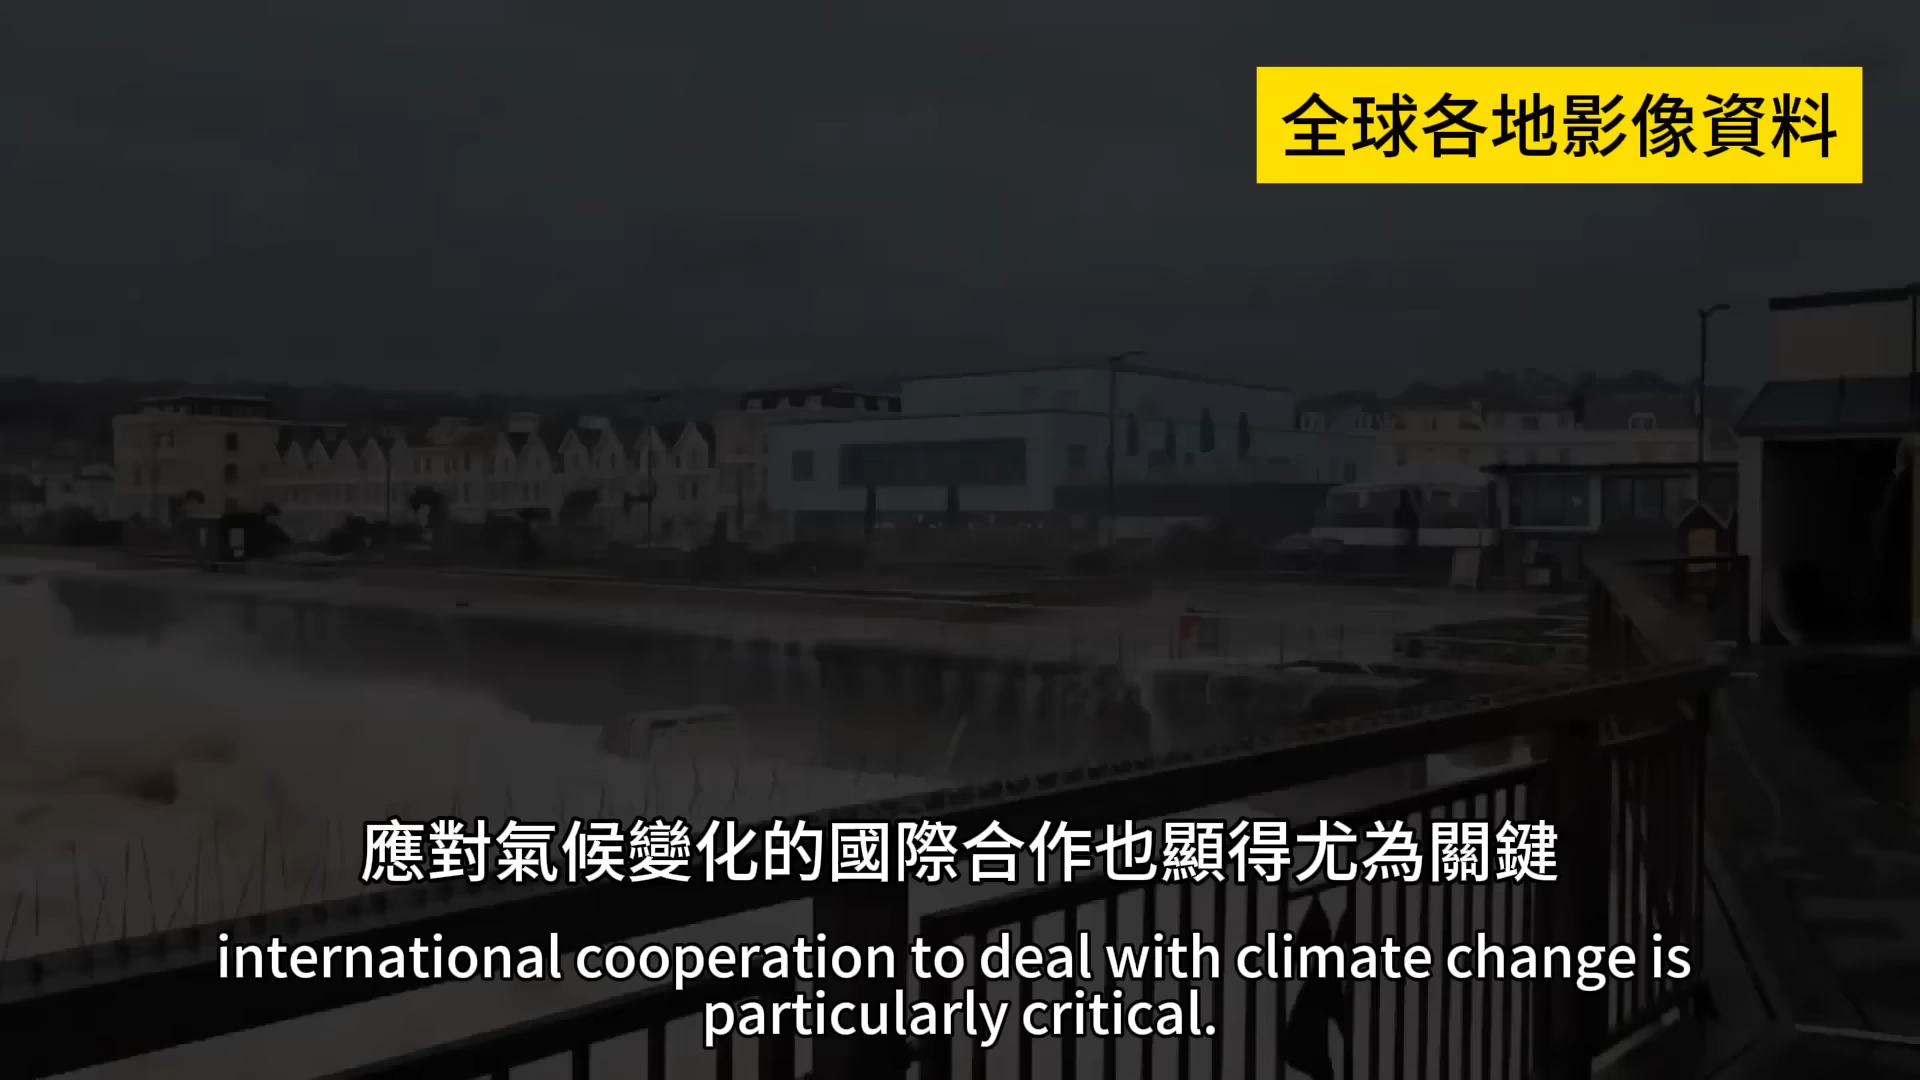 全球各地影像資料
應對氣候變化的國際合作也顯得尤為關鍵
international cooperation to deal with climate change is
particularly critical.